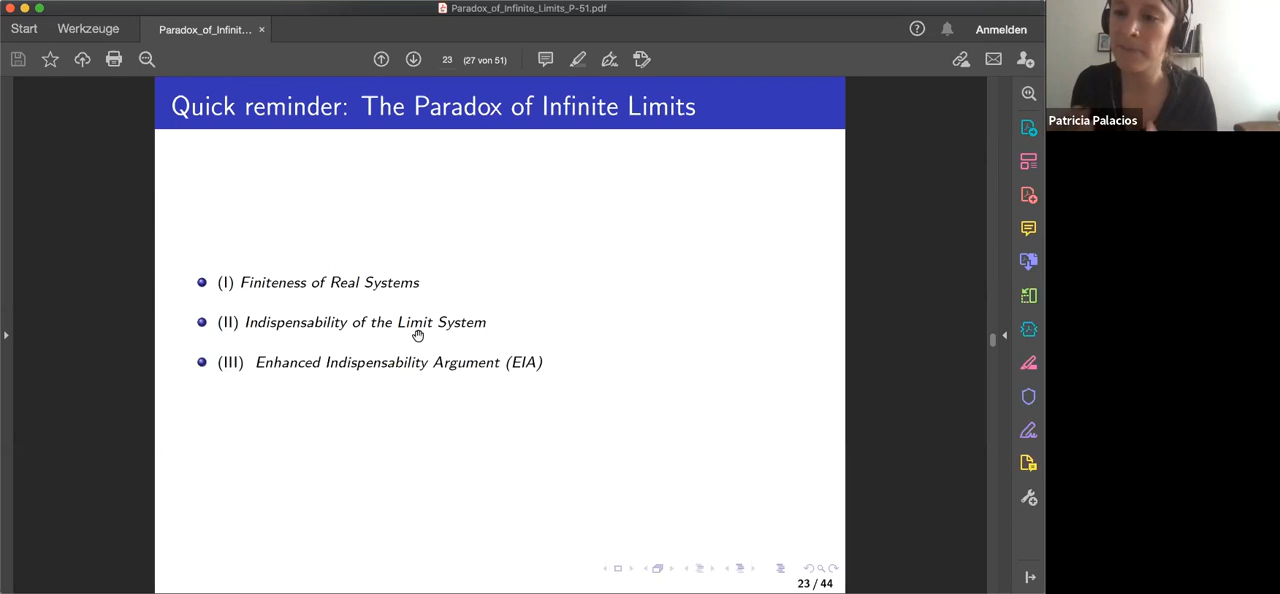 Paradox_of_Infinite_Limits_P-51.pdf
Start
Werkzeuge
Paradox_of_Infinit... ×
Anmelden
23 (27 von 51)
Patricia Palacios
Quick reminder: The Paradox of Infinite Limits
(I) Finiteness of Real Systems
(II) Indispensability of the Limit System
(III) Enhanced Indispensability Argument (EIA)
23 / 44